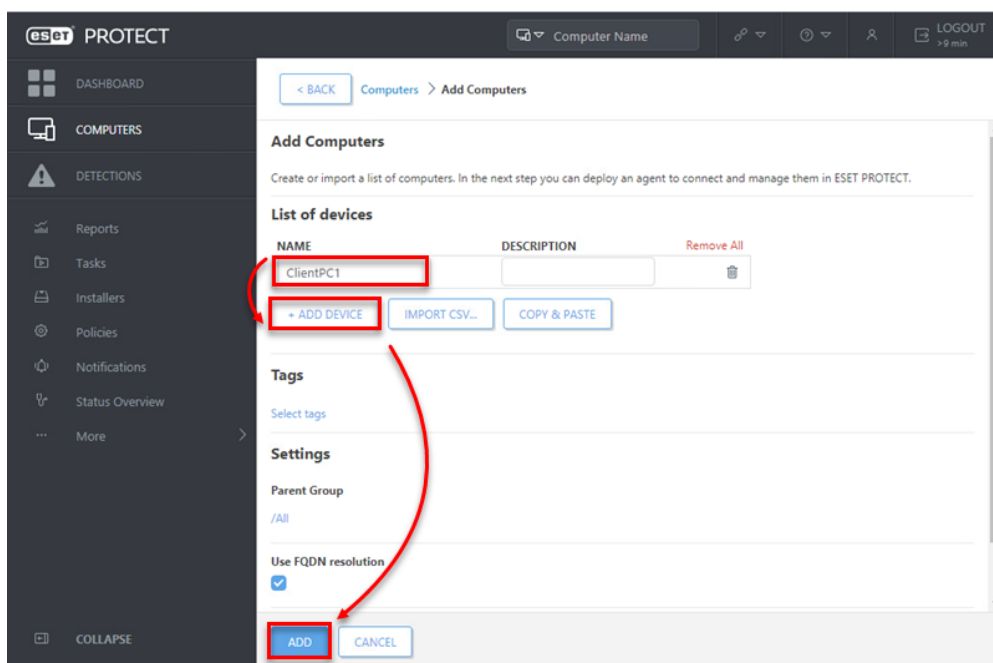 eset PROTECT
Computer Name
LOGOUT
>9 min
DASHBOARD
COMPUTERS
DETECTIONS
Reports
Tasks
Installers
Policies
Notifications
Status Overview
More
COLLAPSE
< BACK Computers > Add Computers
Add Computers
Create or import a list of computers. In the next step you can deploy an agent to connect and manage them in ESET PROTECT.
List of devices
NAME DESCRIPTION Remove All
ClientPC1
+ ADD DEVICE IMPORT CSV... COPY & PASTE
Tags
Select tags
Settings
Parent Group
/All
Use FQDN resolution
ADD CANCEL